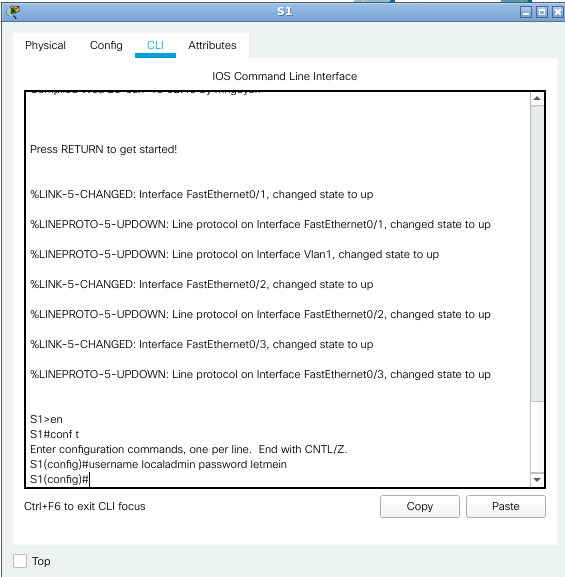 S1
Physical
Config
CLI
Attributes
IOS Command Line Interface
Press RETURN to get started!
%LINK-5-CHANGED: Interface FastEthernet0/1, changed state to up
%LINEPROTO-5-UPDOWN: Line protocol on Interface FastEthernet0/1, changed state to up
%LINEPROTO-5-UPDOWN: Line protocol on Interface Vlan1, changed state to up
%LINK-5-CHANGED: Interface FastEthernet0/2, changed state to up
%LINEPROTO-5-UPDOWN: Line protocol on Interface FastEthernet0/2, changed state to up
%LINK-5-CHANGED: Interface FastEthernet0/3, changed state to up
%LINEPROTO-5-UPDOWN: Line protocol on Interface FastEthernet0/3, changed state to up
S1>en
S1#conf t
Enter configuration commands, one per line.  End with CNTL/Z.
S1(config)#username localadmin password letmein
S1(config)#
Ctrl+F6 to exit CLI focus
Copy
Paste
Top